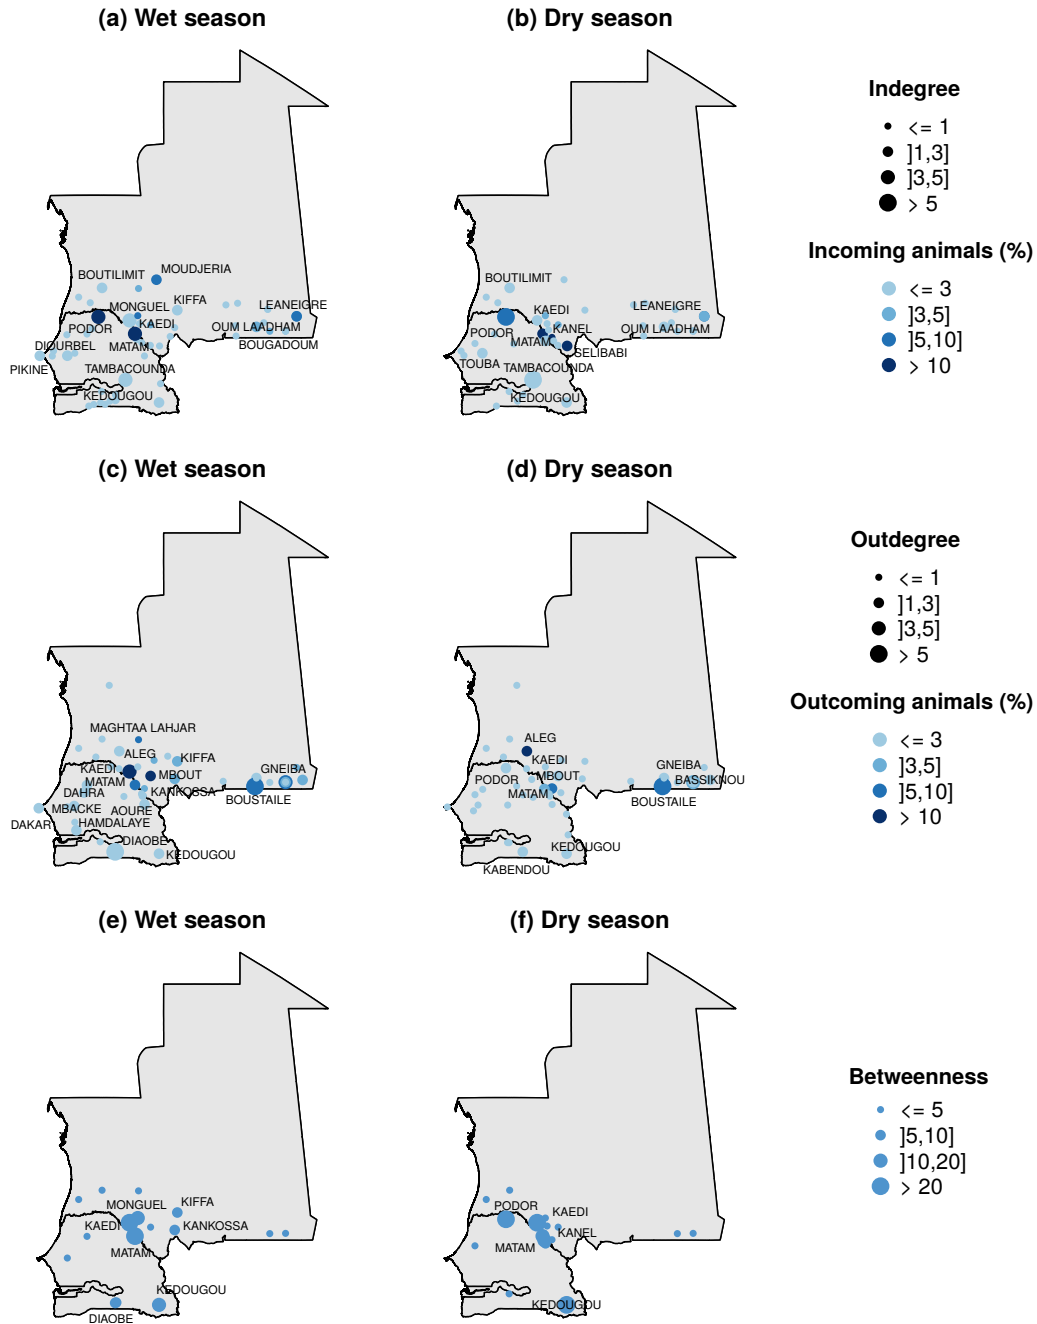 (a) Wet season
(b) Dry season
Indegree
<= 1
]1,3]
]3,5]
> 5
Incoming animals (%)
<= 3
]3,5]
]5,10]
> 10
BOUTILIMIT
MOUDJERIA
MONGUEL
KIFFA
LEANEIGRE
PODOR
KAEDI
OUM LAADHAM
DIOURBEL
MATAM
BOUGADOUM
PIKINE
TAMBACOUNDA
KEDOUGOU
BOUTILIMIT
KAEDI
LEANEIGRE
PODOR
KANEL
OUM LAADHAM
MATAM
SELIBABI
TOUBA
TAMBACOUNDA
KEDOUGOU
(c) Wet season
(d) Dry season
Outdegree
<= 1
]1,3]
]3,5]
> 5
Outcoming animals (%)
<= 3
]3,5]
]5,10]
> 10
MAGHTAA LAHJAR
ALEG
KIFFA
KAEDI
MBOUT
GNEIBA
MATAM
DAHRA
KANKOSSA
BOUSTAILE
MBACKE
AOURE
DAKAR
HAMDALAYE
DIAOBE
KEDOUGOU
ALEG
KAEDI
GNEIBA
PODOR
MBOUT
BASSIKNOU
MATAM
BOUSTAILE
KEDOUGOU
KABENDOU
(e) Wet season
(f) Dry season
Betweenness
<= 5
]5,10]
]10,20]
> 20
MONGUEL
KIFFA
KAEDI
KANKOSSA
MATAM
KEDOUGOU
DIAOBE
PODOR
KAEDI
KANEL
MATAM
KEDOUGOU